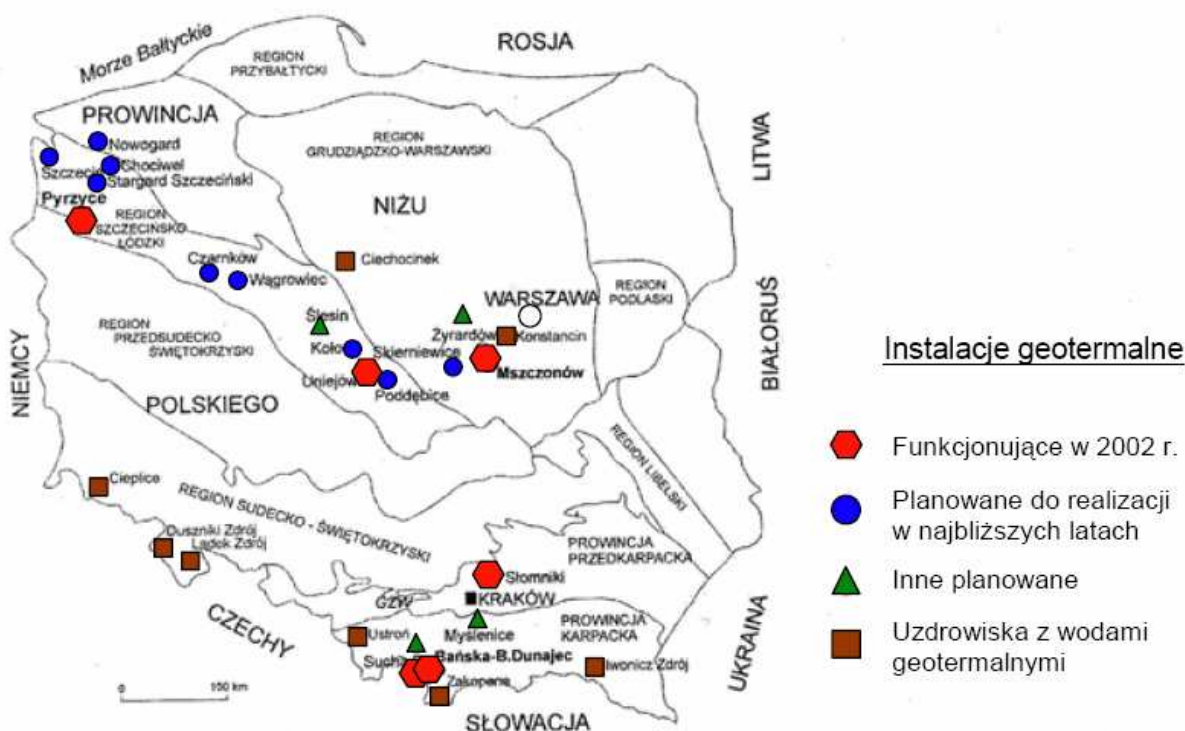 ROSJA
Morze Bałtyckie
REGION
PRZYBAŁTYCKI
PROWINCJA
LITWA
REGION
GRUDZIĄDZKO-WARSZAWSKI
Nowogard
Chociwel
Stargard Szczeciński
Pyrzyce
REGION
SZCZECIŃSKO
ŁÓDZKI
NIŻU
Czarnków
Wągrowiec
Ciechocinek
REGION
PODLASKI
BIAŁORUŚ
WARSZAWA
Ślesin
Żyrardów
Konstancin
REGION
PRZEDSUDECKO
ŚWIĘTOKRZYSKI
Koło
Skierniewice
Mszczonów
Uniejów
Poddębice
NIEMCY
POLSKIEGO
REGION LIBELSKI
Cieplice
REGION SUDECKO - ŚWIĘTOKRZYSKI
Duszniki Zdrój
Lądek Zdrój
PROWINCJA
PRZEDKARPACKA
Słomniki
GZW
KRAKÓW
CZECHY
PROWINCJA
KARPACKA
UKRAINA
Ustroń
Myślenice
Bańska-B.Dunajec
Iwonicz Zdrój
Zakopane
0
150 km
SŁOWACJA
Instalacje geotermalne
Funkcjonujące w 2002 r.
Planowane do realizacji
w najbliższych latach
Inne planowane
Uzdrowiska z wodami
geotermalnymi